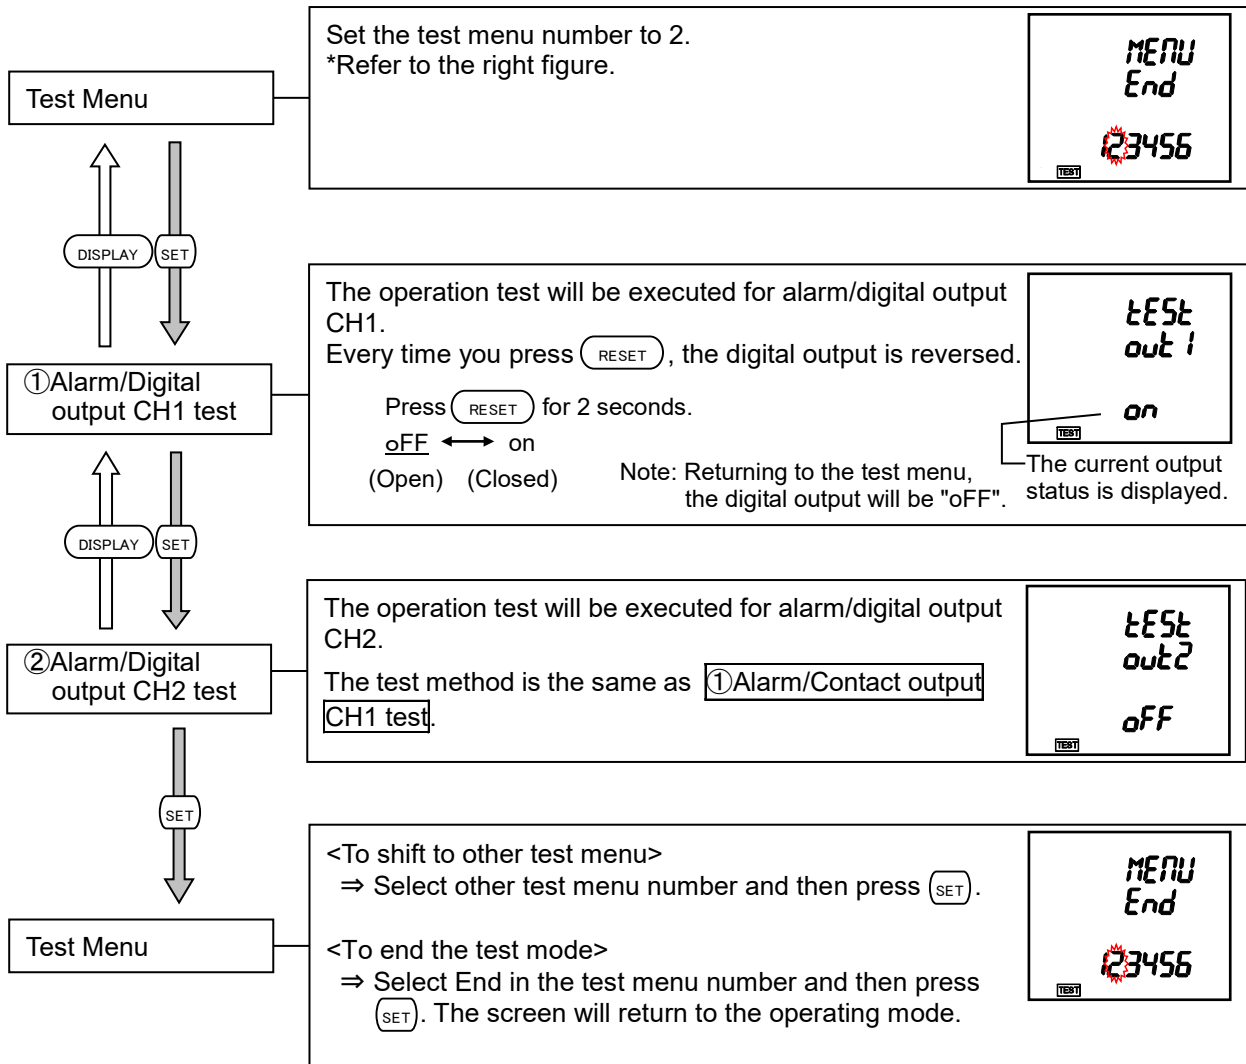 Test Menu
Set the test menu number to 2.
*Refer to the right figure.
MENU
End
123456
TEST
DISPLAY SET
①Alarm/Digital
output CH1 test
The operation test will be executed for alarm/digital output
CH1.
Every time you press RESET, the digital output is reversed.
Press RESET for 2 seconds.
oFF ←→ on
(Open) (Closed)
Note: Returning to the test menu,
the digital output will be "oFF".
tESt
out1
on
TEST
The current output
status is displayed.
DISPLAY SET
②Alarm/Digital
output CH2 test
The operation test will be executed for alarm/digital output
CH2.
The test method is the same as ①Alarm/Contact output
CH1 test.
tESt
out2
oFF
TEST
SET
Test Menu
<To shift to other test menu>
⇒ Select other test menu number and then press SET.
<To end the test mode>
⇒ Select End in the test menu number and then press
SET. The screen will return to the operating mode.
MENU
End
123456
TEST